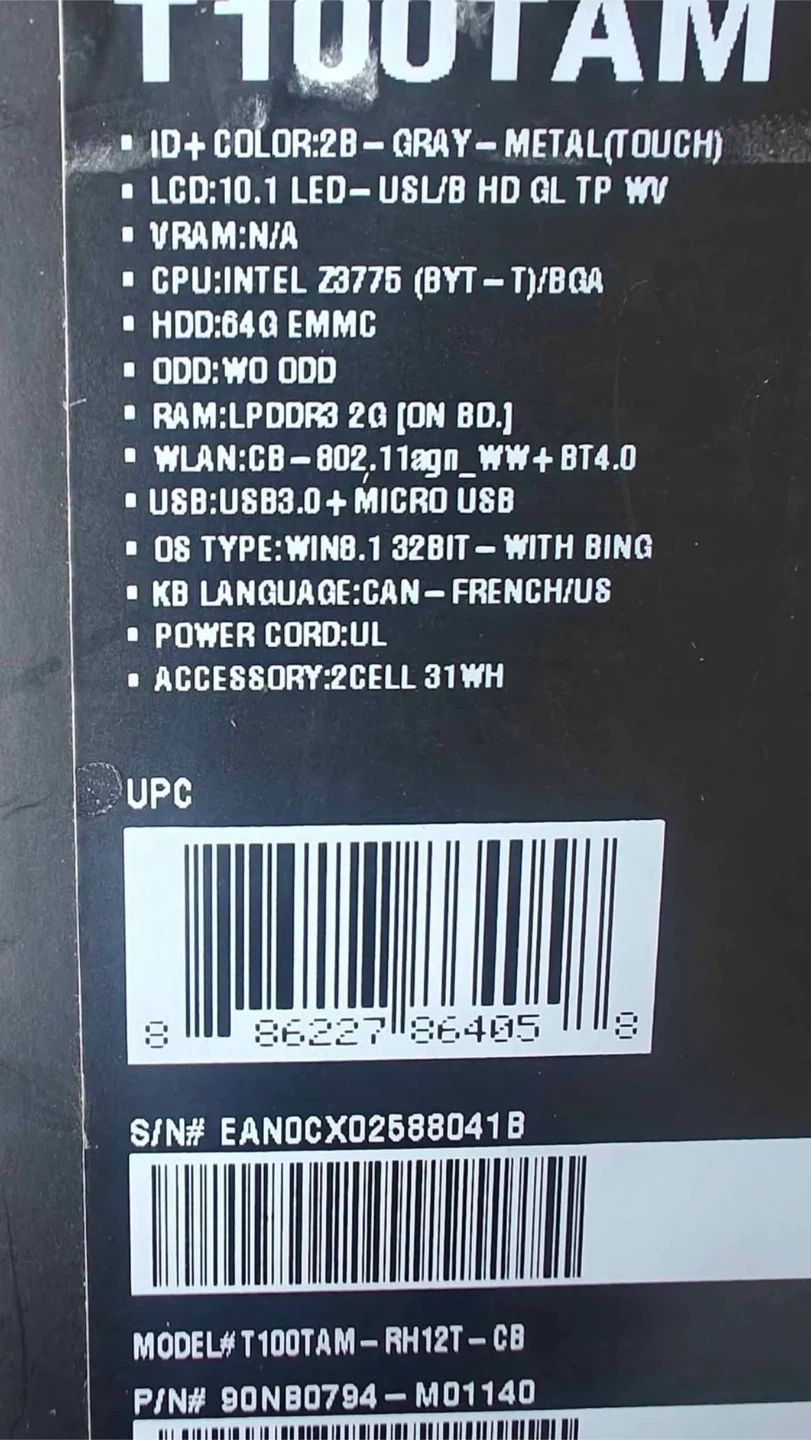 T100TAM
▪ ID+ COLOR:2B-GRAY-METAL(TOUCH)
▪ LCD:10.1 LED-USL/B HD GL TP WV
▪ VRAM:N/A
▪ CPU:INTEL Z3775 (BYT-T)/BGA
▪ HDD:64G EMMC
▪ ODD:WO ODD
▪ RAM:LPDDR3 2G [ON BD.]
▪ WLAN:CB-802,11agn_WW+BT4.0
▪ USB:USB3.0+MICRO USB
▪ OS TYPE:WIN8.1 32BIT-WITH BING
▪ KB LANGUAGE:CAN-FRENCH/US
▪ POWER CORD:UL
▪ ACCESSORY:2CELL 31WH
UPC
8 86227 86405 8
S/N# EAN0CX02588041B
MODEL# T100TAM-RH12T-CB
P/N# 90NB0794-M01140